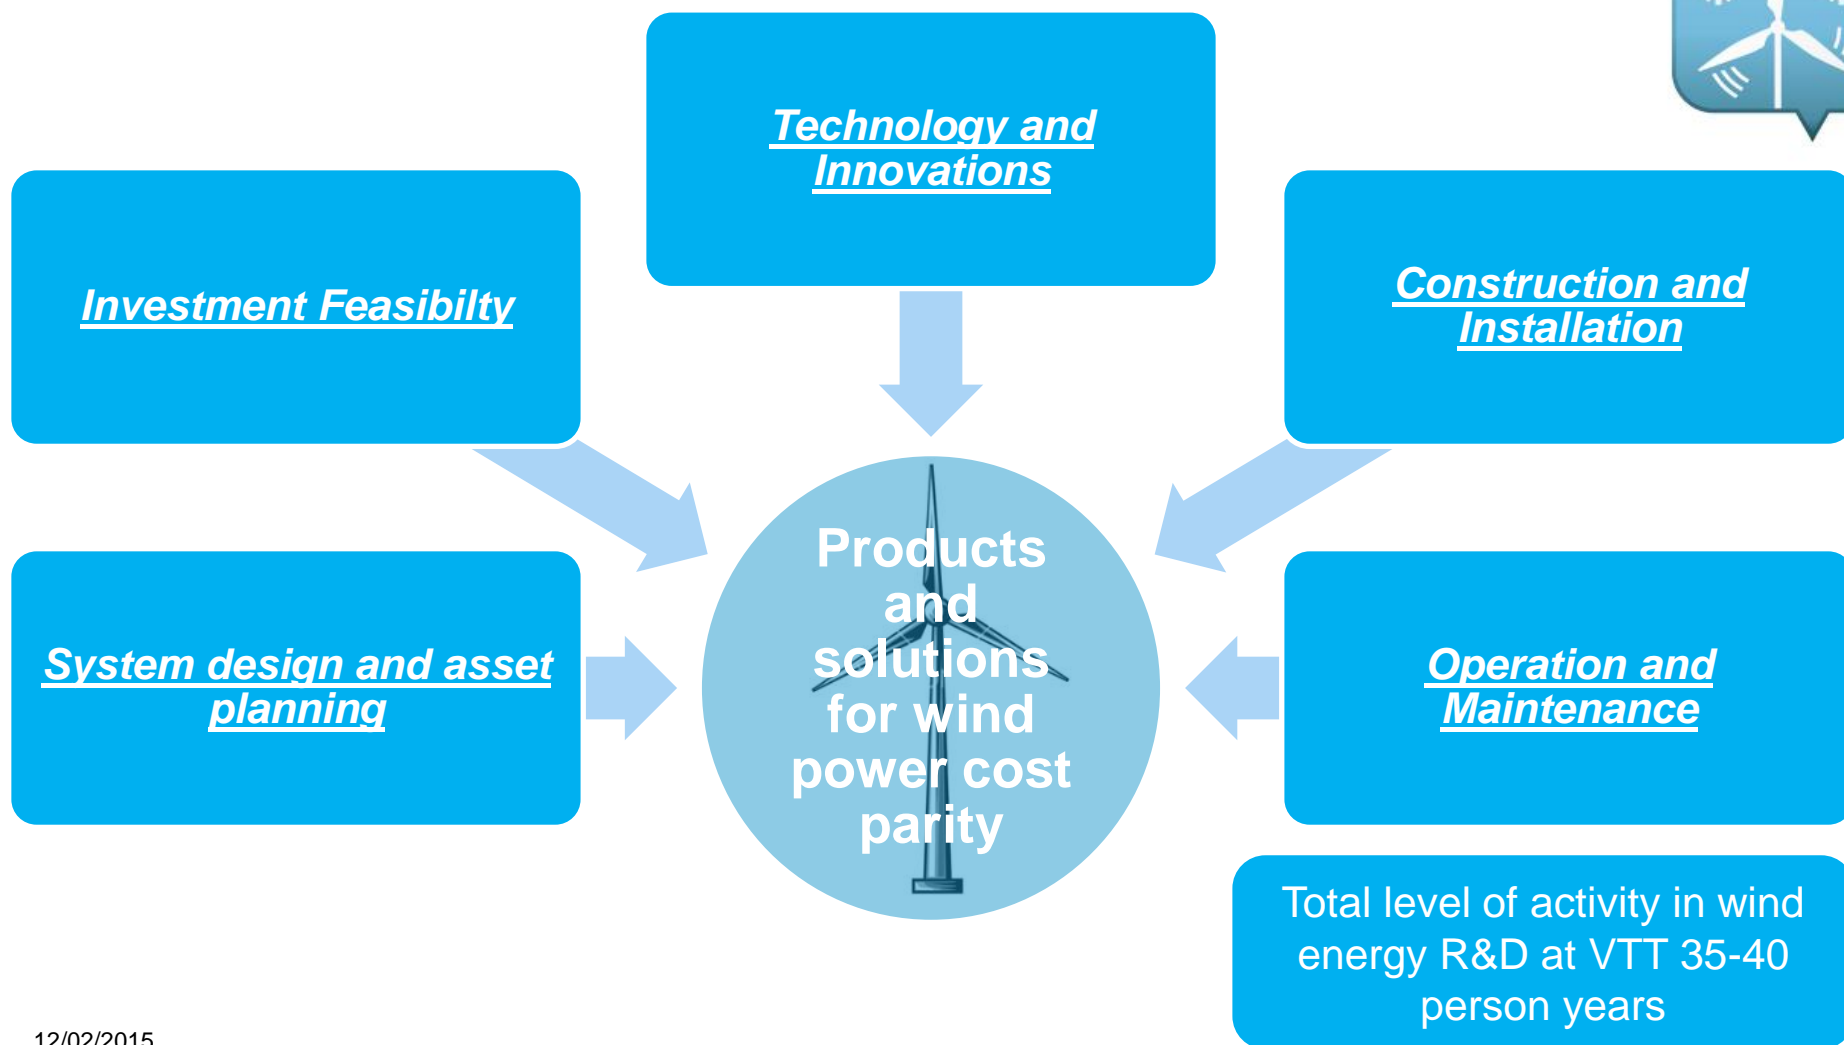 Technology and
Innovations
Investment Feasibilty
Construction and
Installation
System design and asset
planning
Products
and
solutions
for wind
power cost
parity
Operation and
Maintenance
Total level of activity in wind
energy R&D at VTT 35-40
person years
12/02/2015